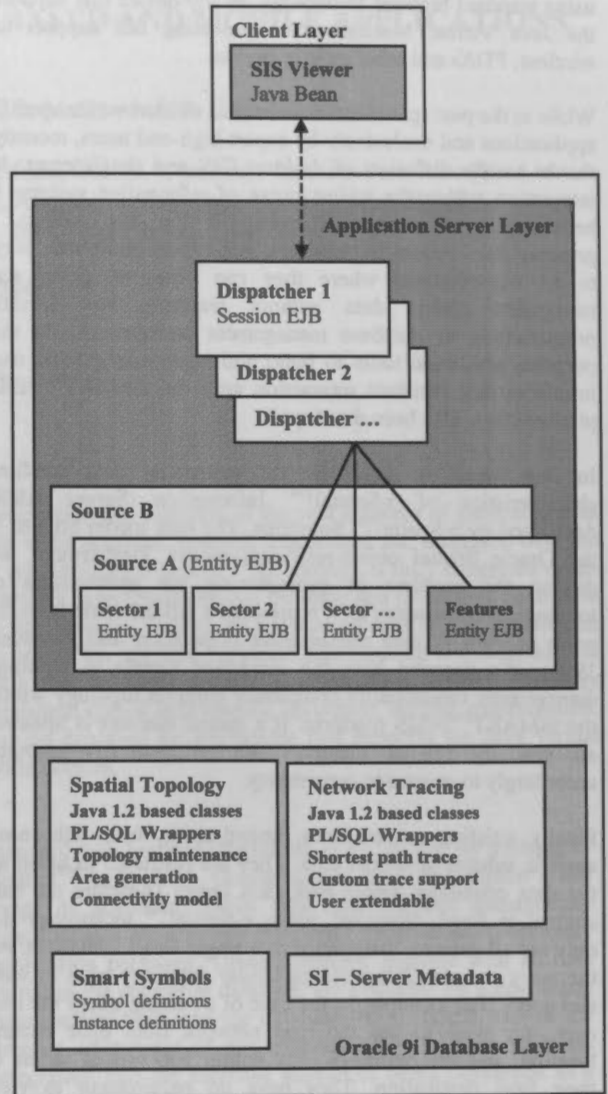 Client Layer
SIS Viewer
Java Bean
Application Server Layer
Dispatcher 1
Session EJB
Dispatcher 2
Dispatcher ...
Source B
Source A (Entity EJB)
Sector 1
Entity EJB
Sector 2
Entity EJB
Sector ...
Entity EJB
Features
Entity EJB
Spatial Topology
Java 1.2 based classes
PL/SQL Wrappers
Topology maintenance
Area generation
Connectivity model
Network Tracing
Java 1.2 based classes
PL/SQL Wrappers
Shortest path trace
Custom trace support
User extendable
Smart Symbols
Symbol definitions
Instance definitions
SI – Server Metadata
Oracle 9i Database Layer